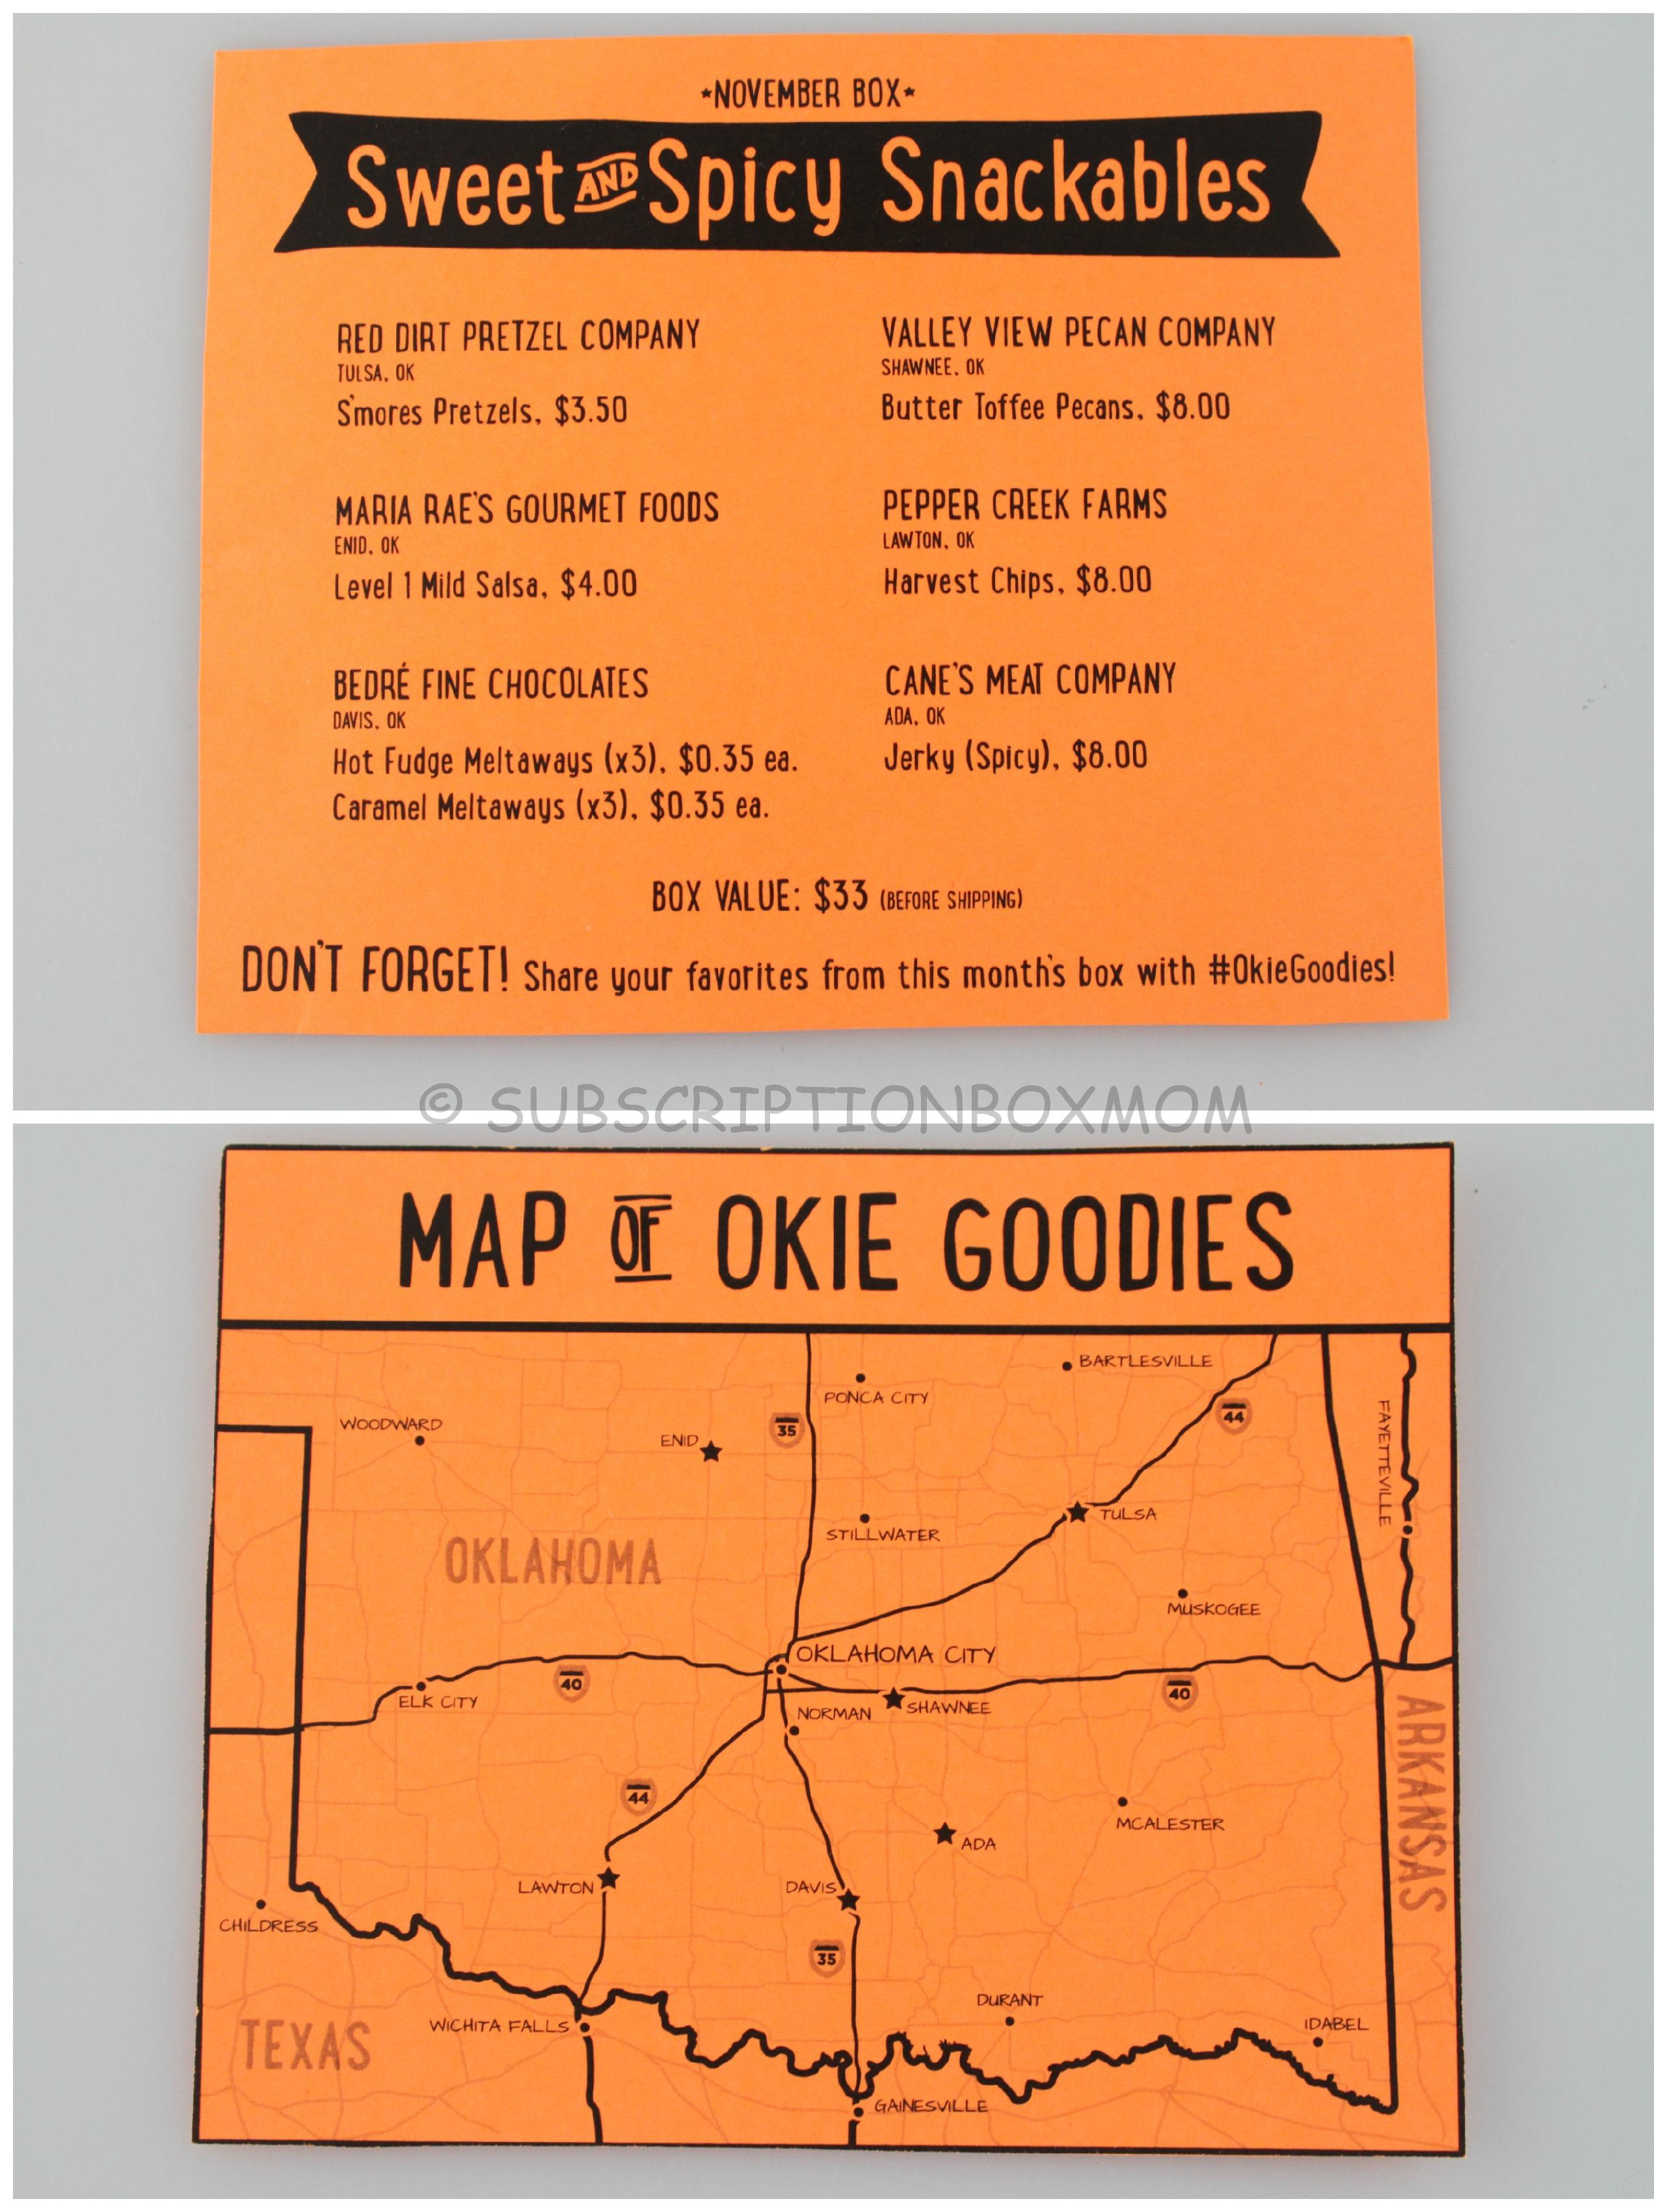 *NOVEMBER BOX*
Sweet AND Spicy Snackables
RED DIRT PRETZEL COMPANY
TULSA, OK
S'mores Pretzels, $3.50
MARIA RAE'S GOURMET FOODS
ENID, OK
Level 1 Mild Salsa, $4.00
BEDRÉ FINE CHOCOLATES
DAVIS, OK
Hot Fudge Meltaways (x3), $0.35 ea.
Caramel Meltaways (x3), $0.35 ea.
VALLEY VIEW PECAN COMPANY
SHAWNEE, OK
Butter Toffee Pecans, $8.00
PEPPER CREEK FARMS
LAWTON, OK
Harvest Chips, $8.00
CANE'S MEAT COMPANY
ADA, OK
Jerky (Spicy), $8.00
BOX VALUE: $33 (BEFORE SHIPPING)
DON'T FORGET! Share your favorites from this month's box with #OkieGoodies!
© SUBSCRIPTIONBOXMOM
MAP OF OKIE GOODIES
BARTLESVILLE
PONCA CITY
WOODWARD
ENID
35
44
FAYETTEVILLE
TULSA
STILLWATER
OKLAHOMA
MUSKOGEE
OKLAHOMA CITY
40
ELK CITY
40
SHAWNEE
NORMAN
ARKANSAS
44
MCALESTER
ADA
LAWTON
DAVIS
CHILDRESS
35
DURANT
IDABEL
WICHITA FALLS
TEXAS
GAINESVILLE